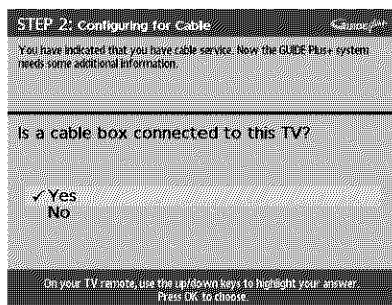 STEP 2: Configuring for Cable
GUIDE Plus+
You have indicated that you have cable service. Now the GUIDE Plus+ system
needs some additional information.
Is a cable box connected to this TV?
✓ Yes
No
On your TV remote, use the up/down keys to highlight your answer.
Press OK to choose.